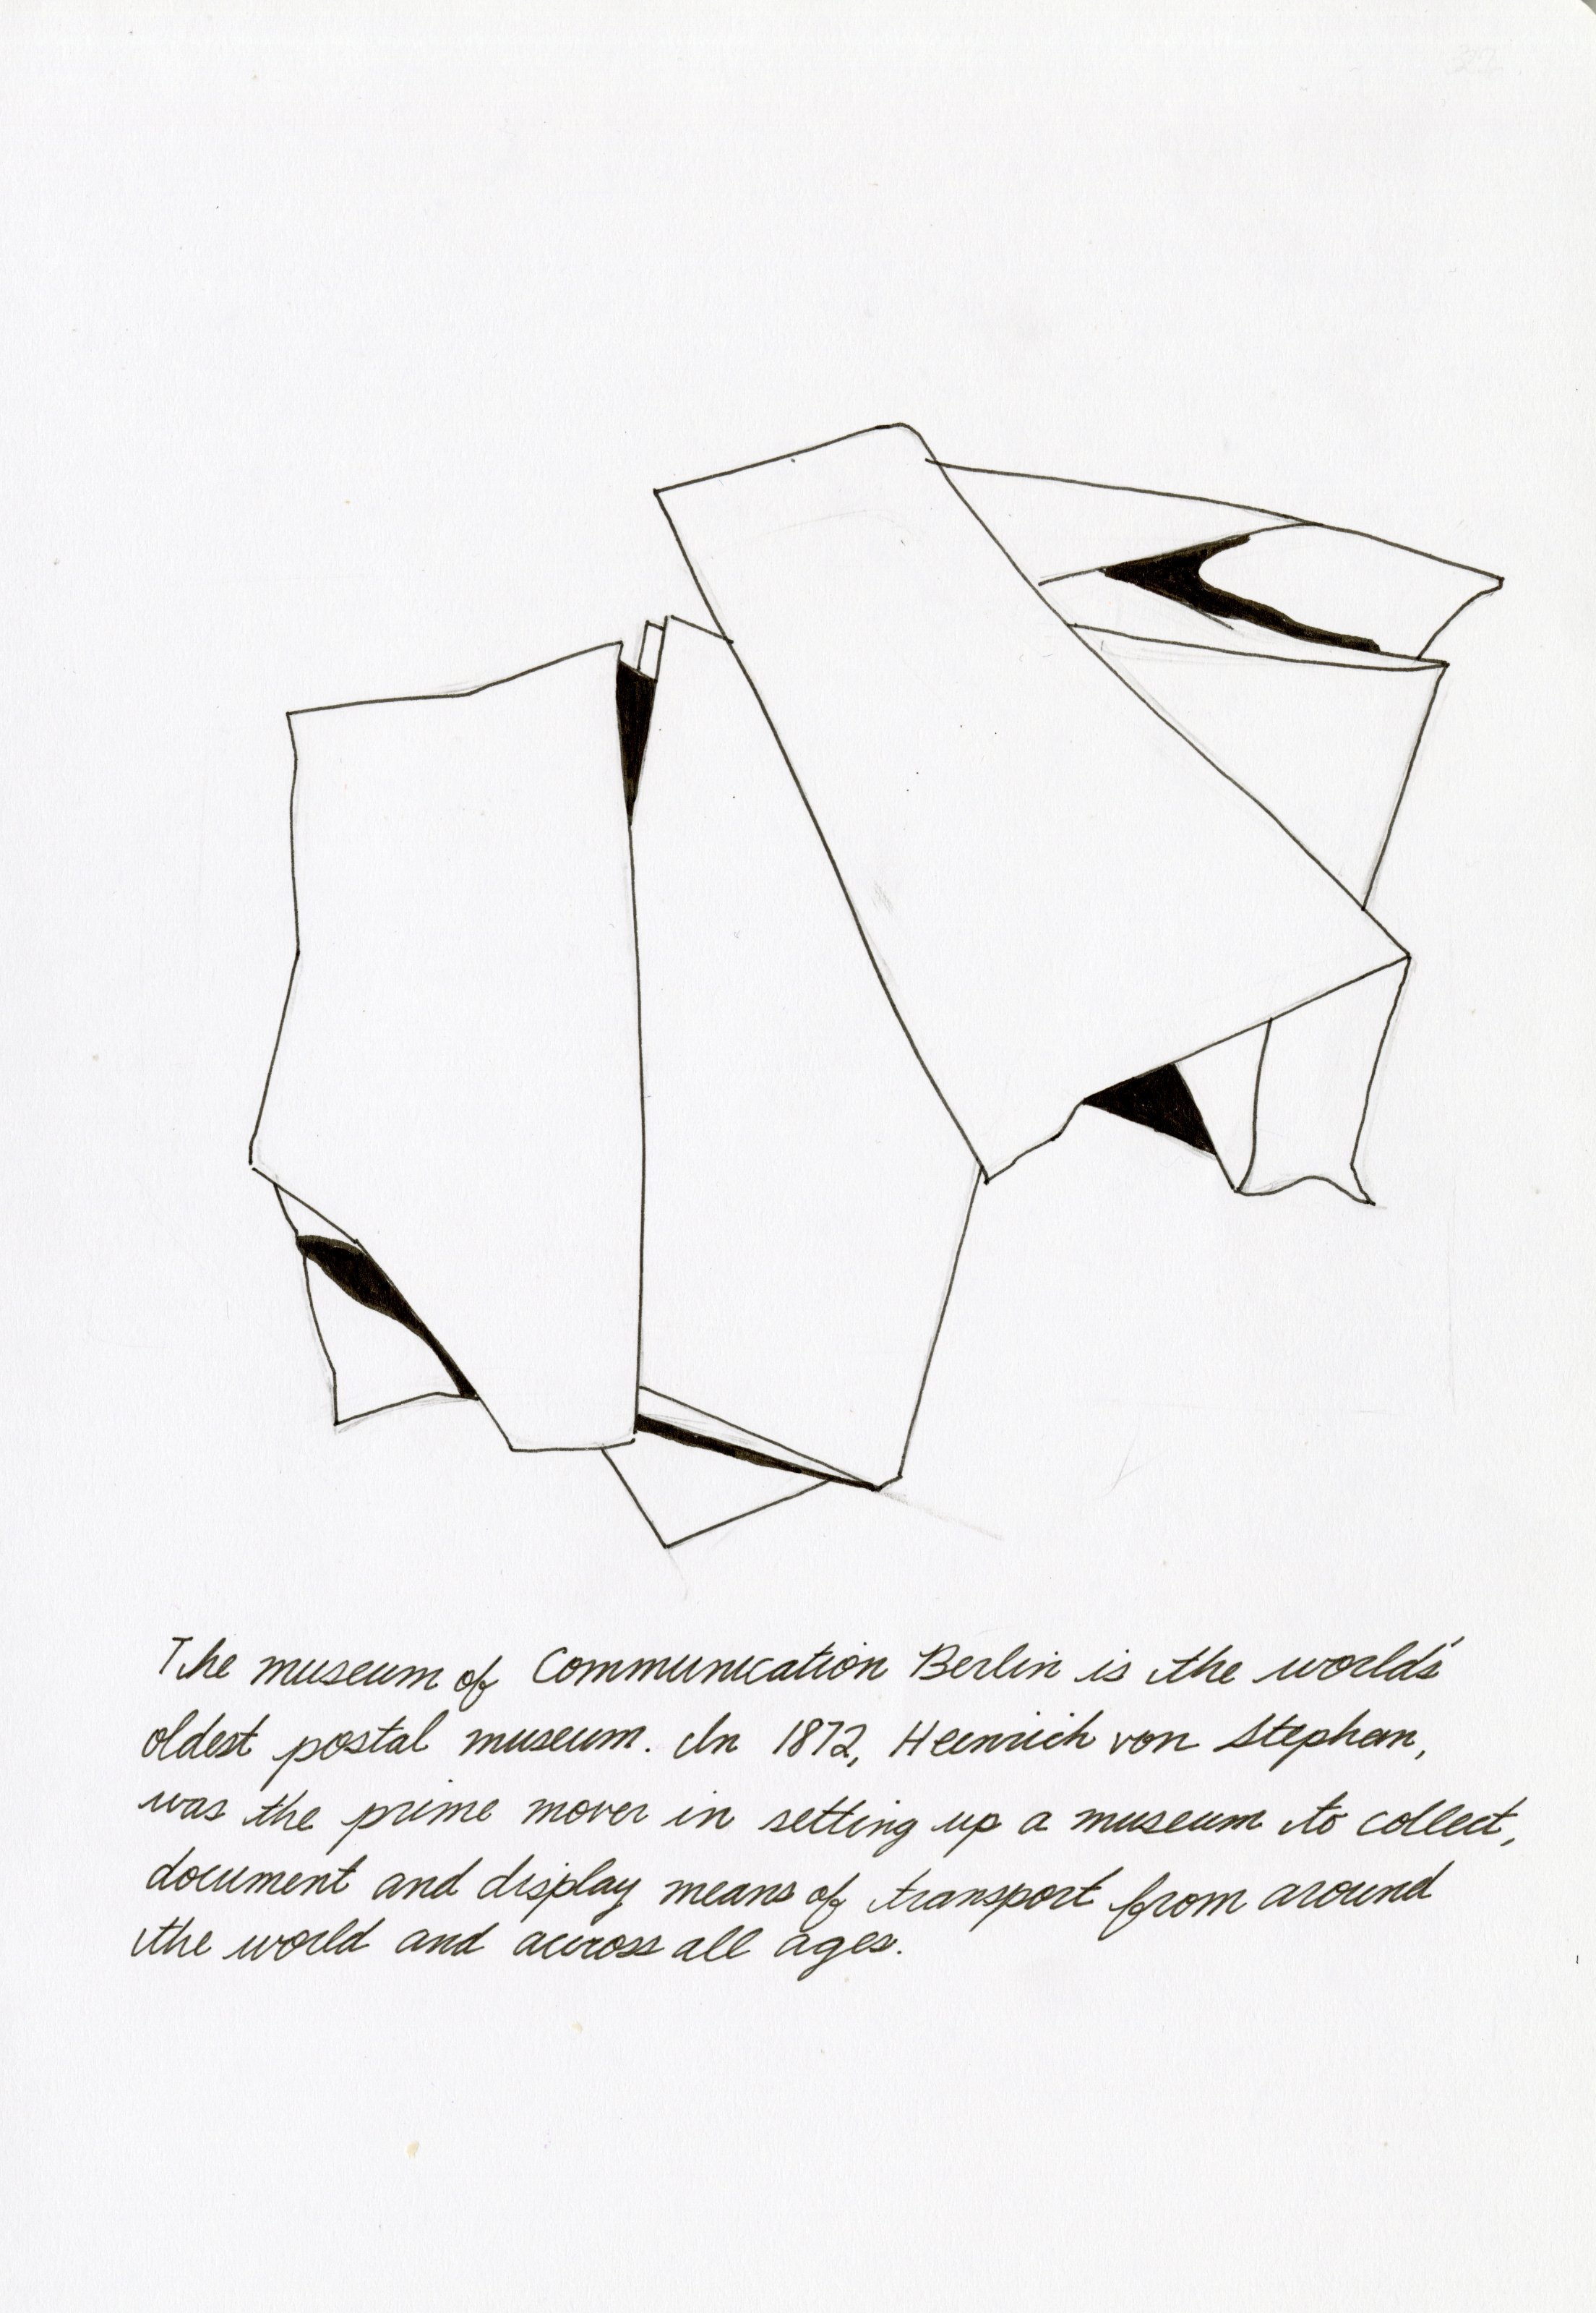 The museum of Communication Berlin is the world's
oldest postal museum. In 1872, Heinrich von Stephan,
was the prime mover in setting up a museum to collect,
document and display means of transport from around
the world and across all ages.